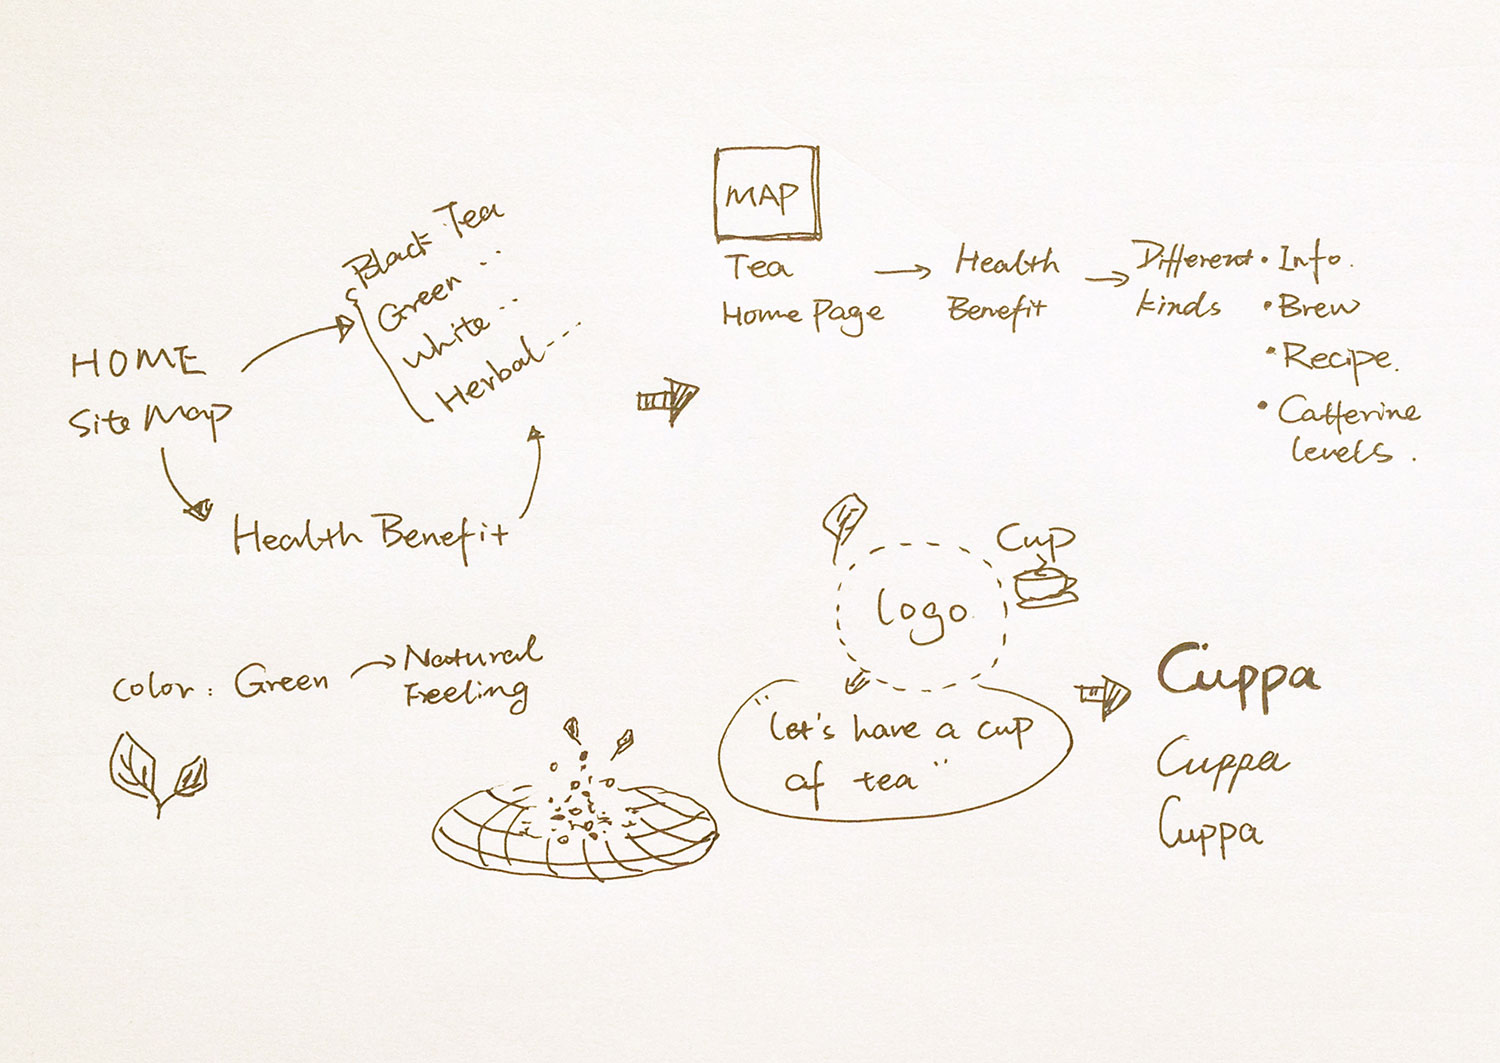 HOME
Site Map
Black Tea
Green ...
White ...
Herbal ...
Health Benefit
MAP
Tea
Home Page
Health
Benefit
Different
kinds
• Info.
• Brew
• Recipe.
• Catterine
levels.
color: Green
Natural
Feeling
logo
Cup
"let's have a cup
of tea"
Cuppa
Cuppa
Cuppa